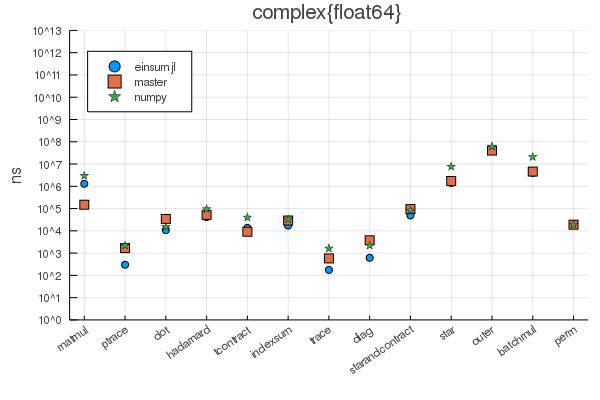 complex{float64}
10^13
10^12
10^11
10^10
10^9
10^8
10^7
10^6
10^5
10^4
10^3
10^2
10^1
10^0
ns
einsumjl
master
numpy
matmul
ptrace
dot
hadamard
tcontract
indexsum
trace
diag
starandcontract
star
outer
batchmul
perm